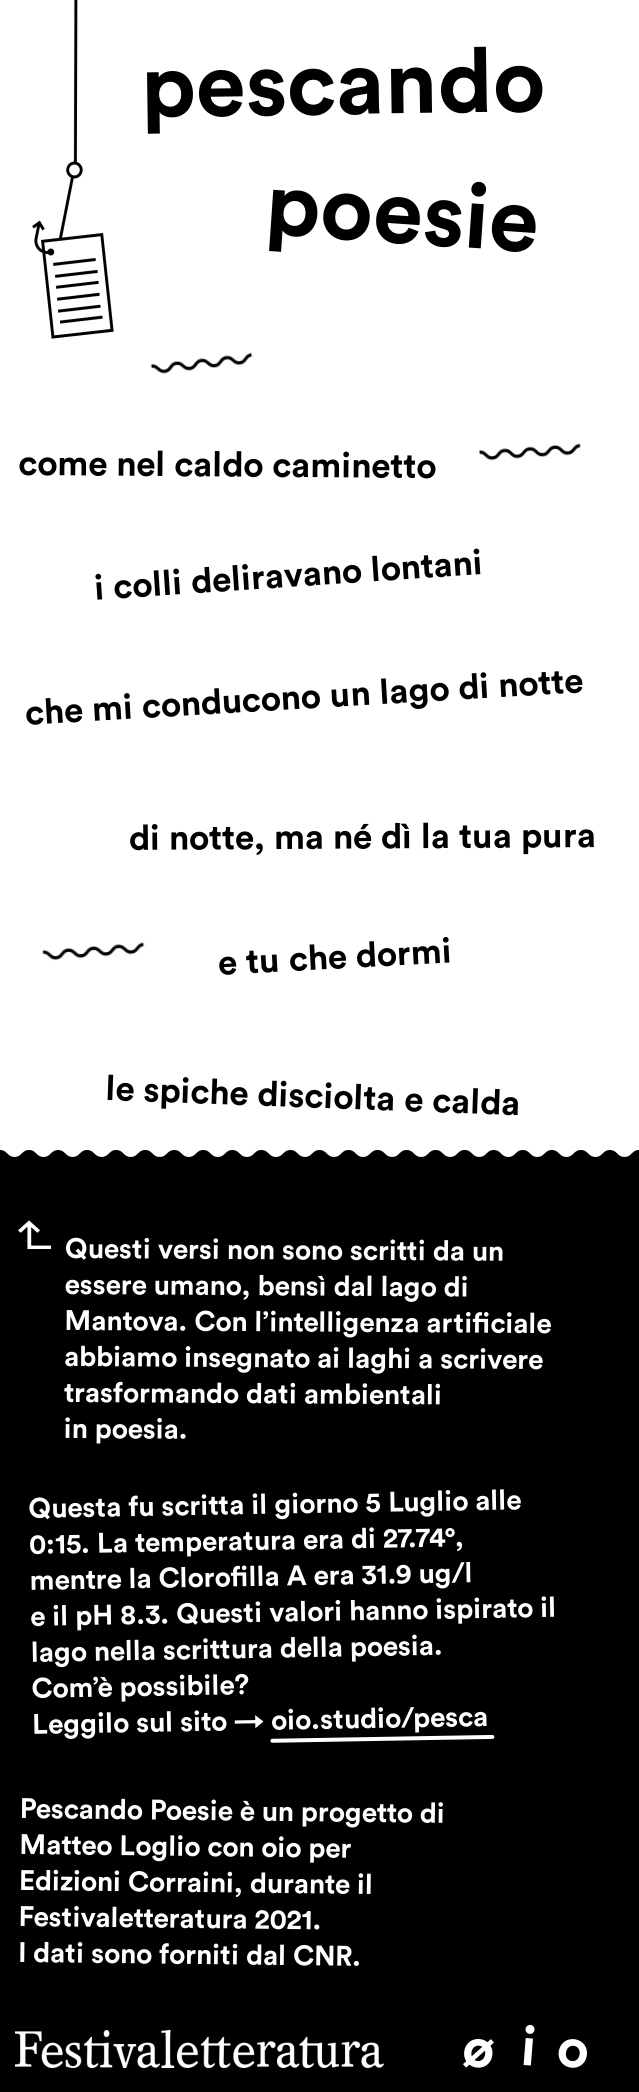 pescando
poesie
come nel caldo caminetto
i colli deliravano lontani
che mi conducono un lago di notte
di notte, ma né dì la tua pura
e tu che dormi
le spiche disciolta e calda
Questi versi non sono scritti da un
essere umano, bensì dal lago di
Mantova. Con l’intelligenza artificiale
abbiamo insegnato ai laghi a scrivere
trasformando dati ambientali
in poesia.
Questa fu scritta il giorno 5 Luglio alle
0:15. La temperatura era di 27.74°,
mentre la Clorofilla A era 31.9 ug/l
e il pH 8.3. Questi valori hanno ispirato il
lago nella scrittura della poesia.
Com’è possibile?
Leggilo sul sito → oio.studio/pesca
Pescando Poesie è un progetto di
Matteo Loglio con oio per
Edizioni Corraini, durante il
Festivaletteratura 2021.
I dati sono forniti dal CNR.
Festivaletteratura ø i o